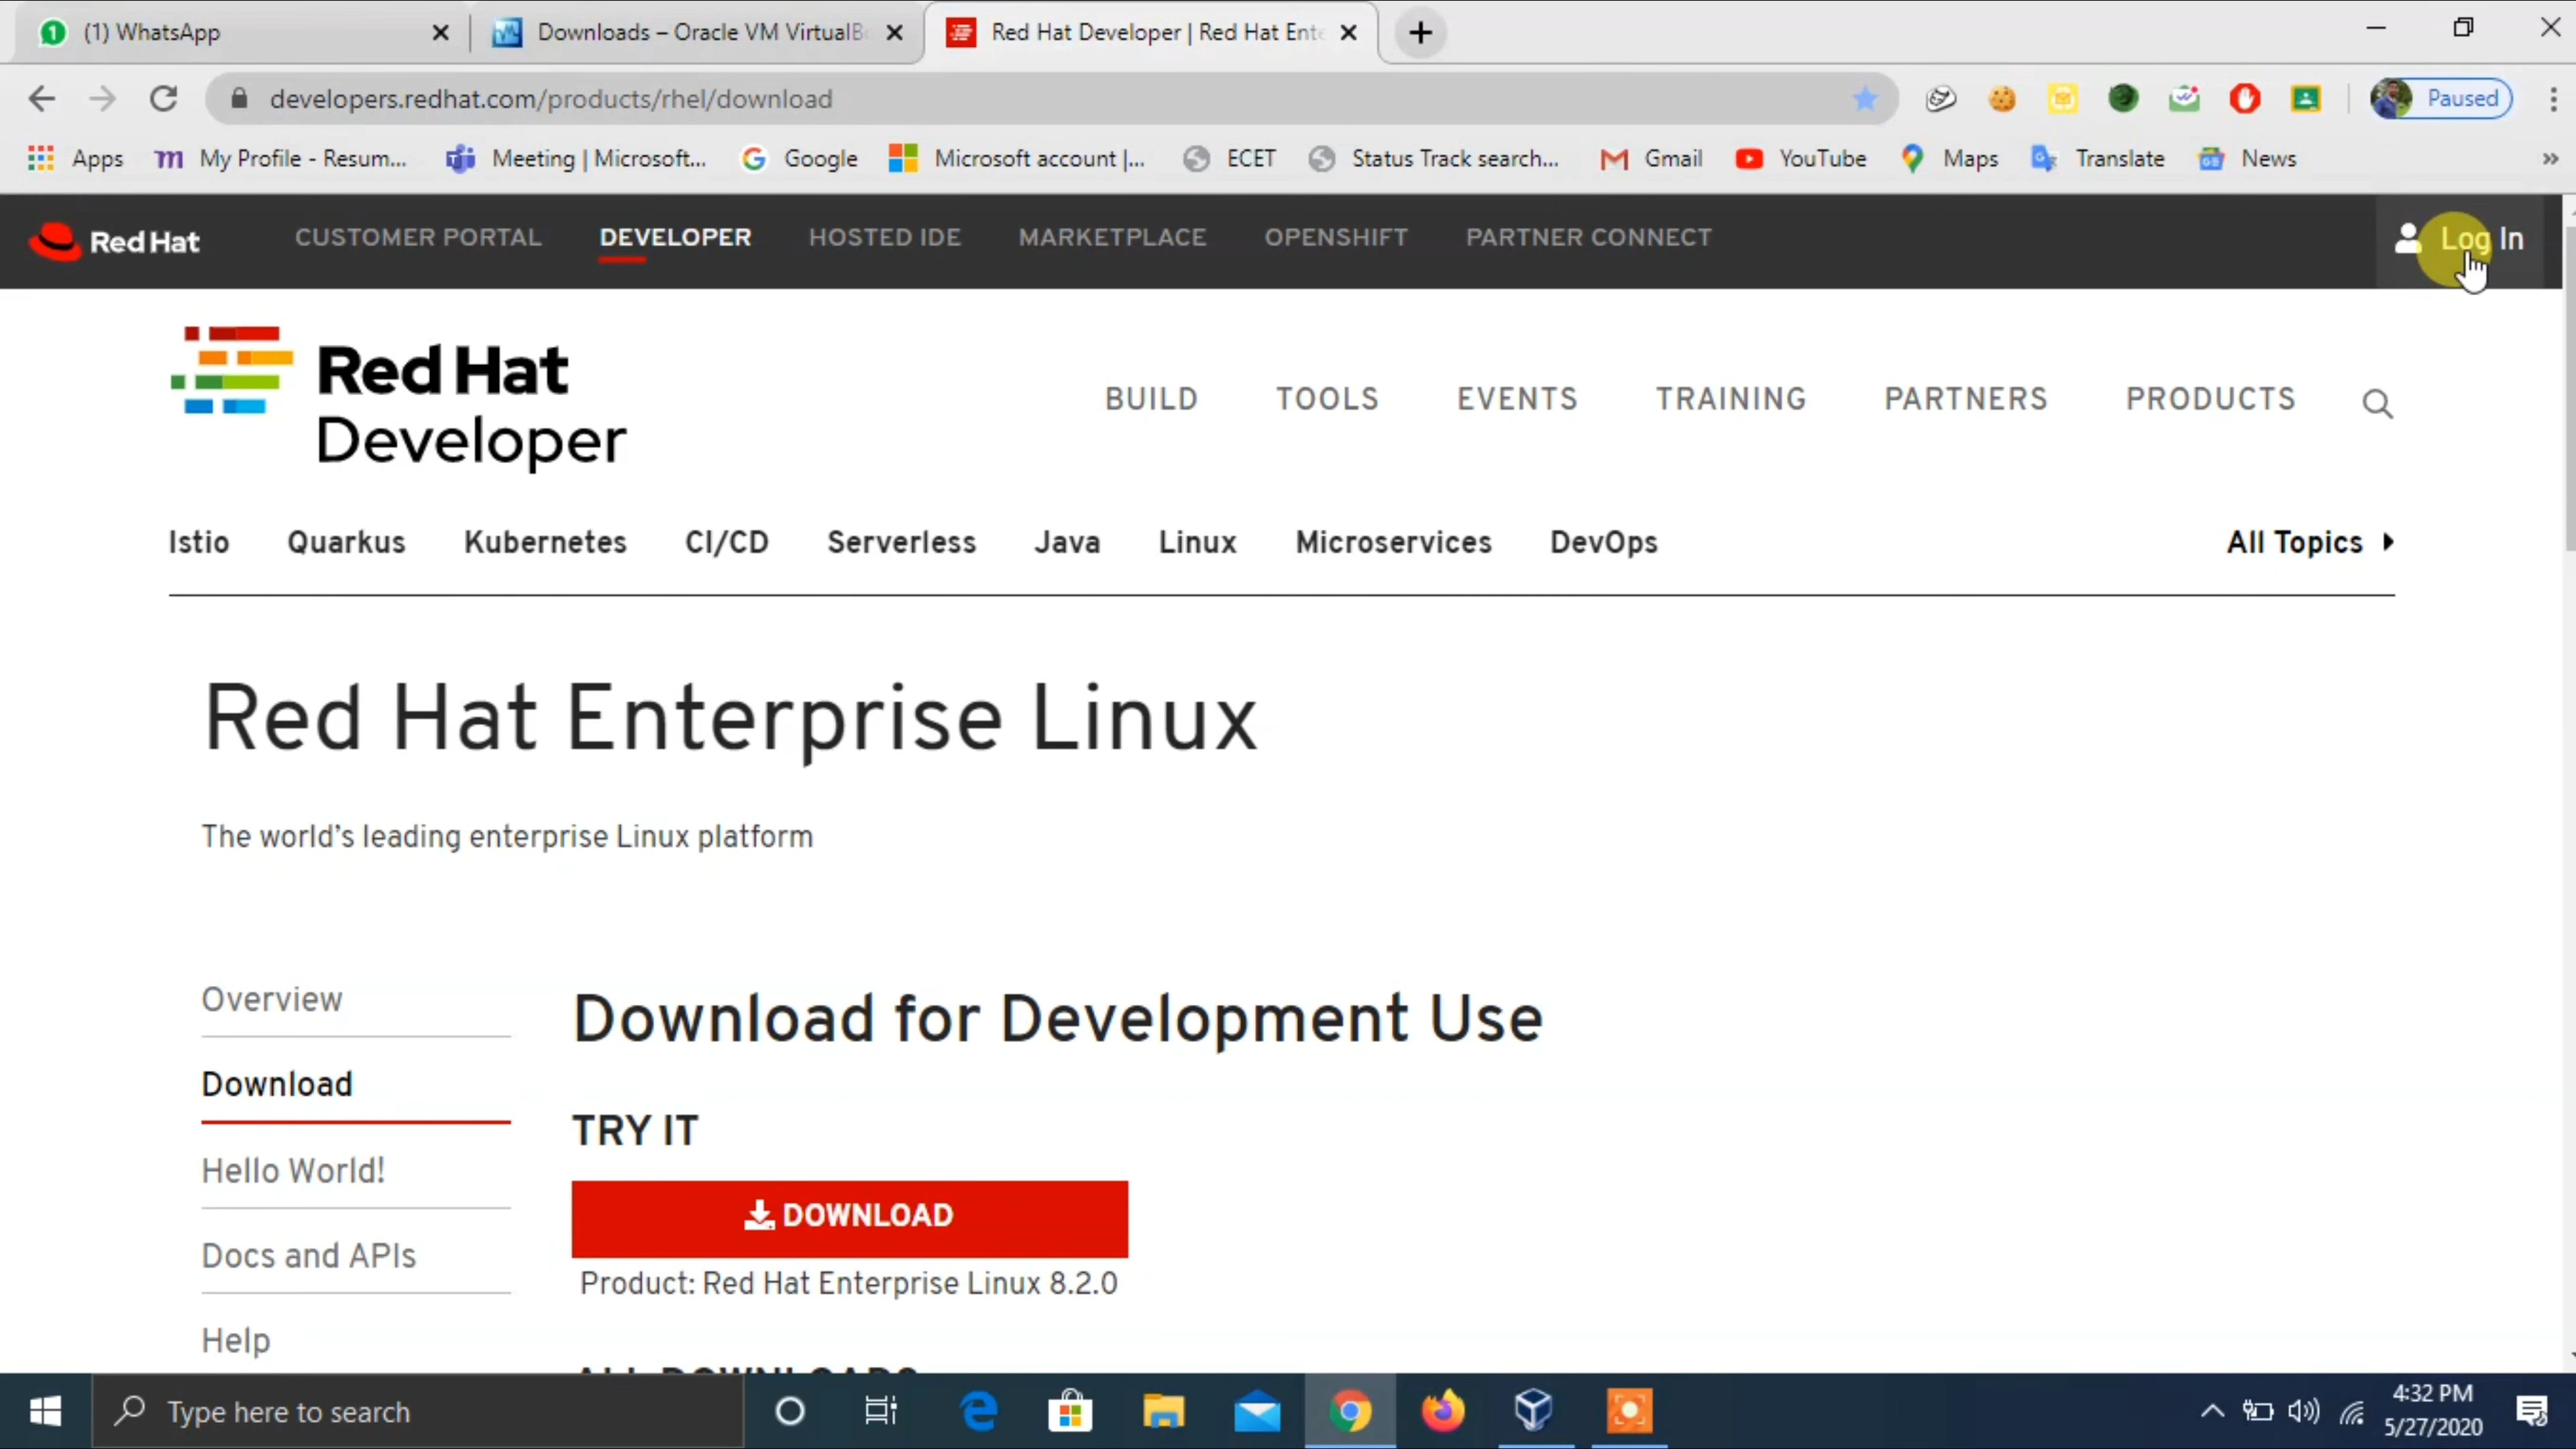 (1) WhatsApp
Downloads – Oracle VM VirtualB
Red Hat Developer | Red Hat Ente
developers.redhat.com/products/rhel/download
Paused
Apps
My Profile - Resum...
Meeting | Microsoft...
Google
Microsoft account |...
ECET
Status Track search...
Gmail
YouTube
Maps
Translate
News
Red Hat
CUSTOMER PORTAL
DEVELOPER
HOSTED IDE
MARKETPLACE
OPENSHIFT
PARTNER CONNECT
Log In
Red Hat
Developer
BUILD
TOOLS
EVENTS
TRAINING
PARTNERS
PRODUCTS
Istio
Quarkus
Kubernetes
CI/CD
Serverless
Java
Linux
Microservices
DevOps
All Topics
Red Hat Enterprise Linux
The world's leading enterprise Linux platform
Overview
Download
Hello World!
Docs and APIs
Help
Download for Development Use
TRY IT
DOWNLOAD
Product: Red Hat Enterprise Linux 8.2.0
ALL DOWNLOADS
Type here to search
4:32 PM
5/27/2020